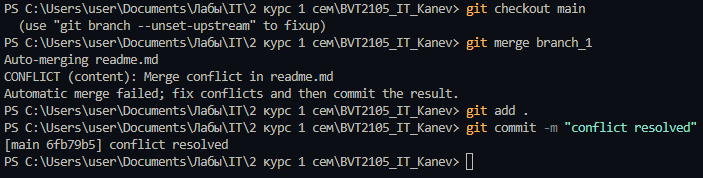 PS C:\Users\user\Documents\Лабы\IT\2 курс 1 сем\BVT2105_IT_Kanev> git checkout main
  (use "git branch --unset-upstream" to fixup)
PS C:\Users\user\Documents\Лабы\IT\2 курс 1 сем\BVT2105_IT_Kanev> git merge branch_1
Auto-merging readme.md
CONFLICT (content): Merge conflict in readme.md
Automatic merge failed; fix conflicts and then commit the result.
PS C:\Users\user\Documents\Лабы\IT\2 курс 1 сем\BVT2105_IT_Kanev> git add .
PS C:\Users\user\Documents\Лабы\IT\2 курс 1 сем\BVT2105_IT_Kanev> git commit -m "conflict resolved"
[main 6fb79b5] conflict resolved
PS C:\Users\user\Documents\Лабы\IT\2 курс 1 сем\BVT2105_IT_Kanev>